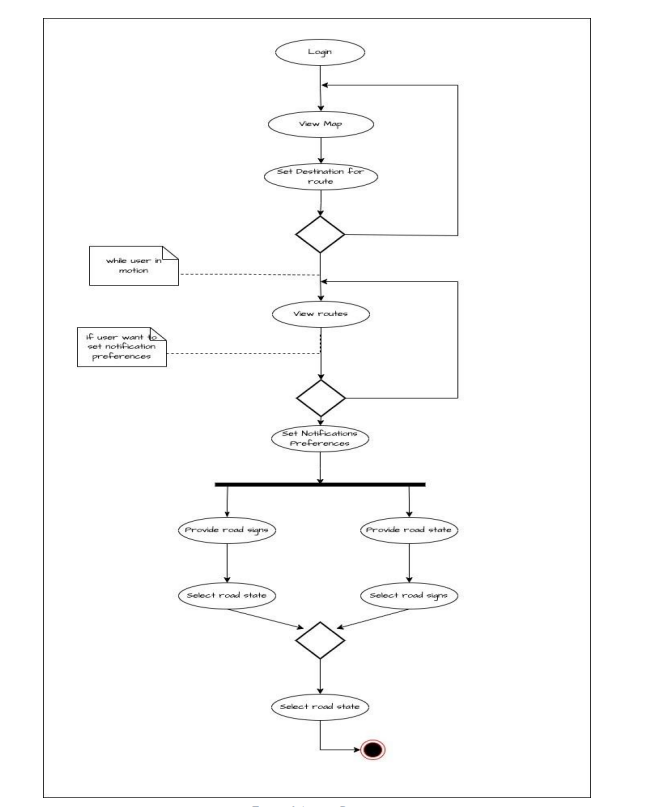 Login
View Map
Set Destination for
route
while user in
motion
View routes
if user want to
set notification
preferences
Set Notifications
Preferences
Provide road signs
Provide road state
Select road state
Select road signs
Select road state